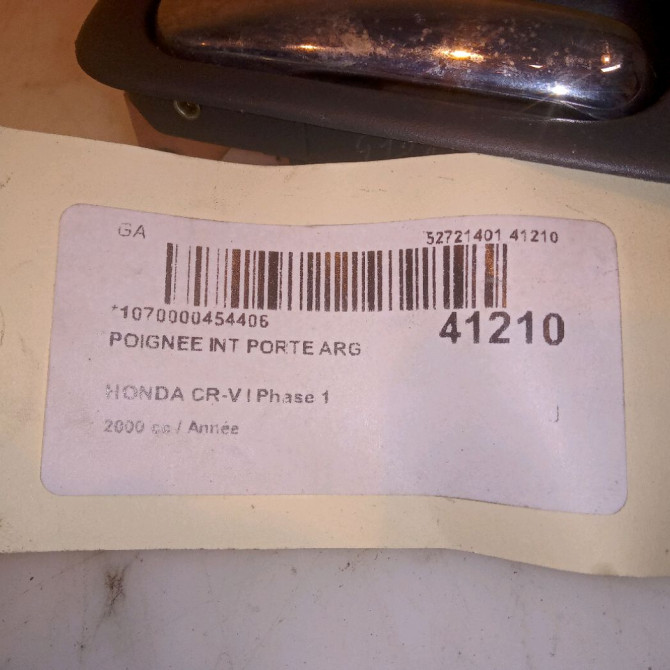 GA 52721401 41210
*1070000454406 41210
POIGNEE INT PORTE ARG
HONDA CR-V I Phase 1
2000 cc / Année